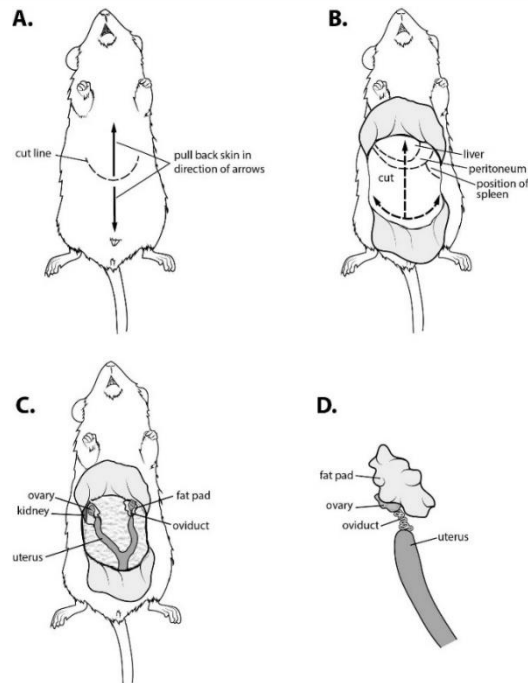 A.
cut line
pull back skin in
direction of arrows
B.
liver
peritoneum
position of
spleen
cut
C.
ovary
kidney
uterus
fat pad
oviduct
D.
fat pad
ovary
oviduct
uterus